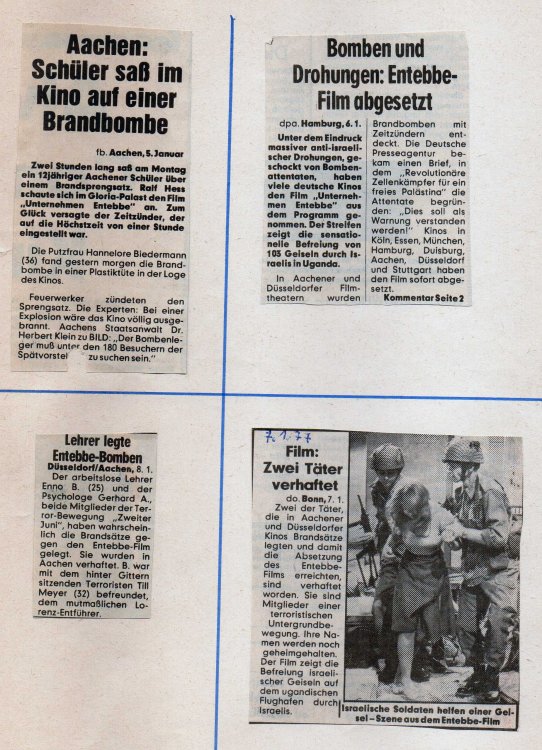 Aachen:
Schüler saß im
Kino auf einer
Brandbombe
fb. Aachen, 5. Januar
Zwei Stunden lang saß am Montag
ein 12jähriger Aachener Schüler über
einem Brandsprengsatz. Ralf Hess
schaute sich im Gloria-Palast den Film
„Unternehmen Entebbe“ an. Zum
Glück versagte der Zeitzünder, der
auf die Höchstzeit von einer Stunde
eingestellt war.
Die Putzfrau Hannelore Biedermann
(36) fand gestern morgen die Brand-
bombe in einer Plastiktüte in der Loge
des Kinos.
Feuerwerker zündeten den
Sprengsatz. Die Experten: Bei einer
Explosion wäre das Kino völlig ausge-
brannt. Aachens Staatsanwalt Dr.
Herbert Klein zu BILD: „Der Bombenle-
ger muß unter den 180 Besuchern der
Spätvorstel zu suchen sein.“
Bomben und
Drohungen: Entebbe-
Film abgesetzt
dpa. Hamburg, 6. 1.
Unter dem Eindruck
massiver anti-israeli-
scher Drohungen, ge-
schockt von Bomben-
attentaten, haben
viele deutsche Kinos
den Film „Unterneh-
men Entebbe“ aus
dem Programm ge-
nommen. Der Streifen
zeigt die sensatio-
nelle Befreiung von
103 Geiseln durch Is-
raelis in Uganda.
In Aachener und
Düsseldorfer Film-
theatern wurden
Brandbomben mit
Zeitzündern ent-
deckt. Die Deutsche
Presseagentur be-
kam einen Brief, in
dem „Revolutionäre
Zellenkämpfer für ein
freies Palästina“ die
Attentate begrün-
den: „Dies soll als
Warnung verstanden
werden!“ Kinos in
Köln, Essen, München,
Hamburg, Duisburg,
Aachen, Düsseldorf
und Stuttgart haben
den Film sofort abge-
setzt.
Kommentar Seite 2
Lehrer legte
Entebbe-Bomben
Düsseldorf/Aachen, 8. 1.
Der arbeitslose Lehrer
Enno B. (25) und der
Psychologe Gerhard A.,
beide Mitglieder der Ter-
ror-Bewegung „Zweiter
Juni“, haben wahrschein-
lich die Brandsätze ge-
gen den Entebbe-Film
gelegt. Sie wurden in
Aachen verhaftet. B. war
mit dem hinter Gittern
sitzenden Terroristen Till
Meyer (32) befreundet,
dem mutmaßlichen Lo-
renz-Entführer.
7.1.77
Film:
Zwei Täter
verhaftet
do. Bonn, 7. 1.
Zwei der Täter,
die in Aachener
und Düsseldorfer
Kinos Brandsätze
legten und damit
die Absetzung
des Entebbe-
Films erreichten,
sind verhaftet
worden. Sie sind
Mitglieder einer
terroristischen
Untergrundbe-
wegung. Ihre Na-
men werden noch
geheimgehalten.
Der Film zeigt die
Befreiung israeli-
scher Geiseln auf
dem ugandischen
Flughafen durch
Israelis.
Israelische Soldaten helfen einer Gei-
sel – Szene aus dem Entebbe-Film